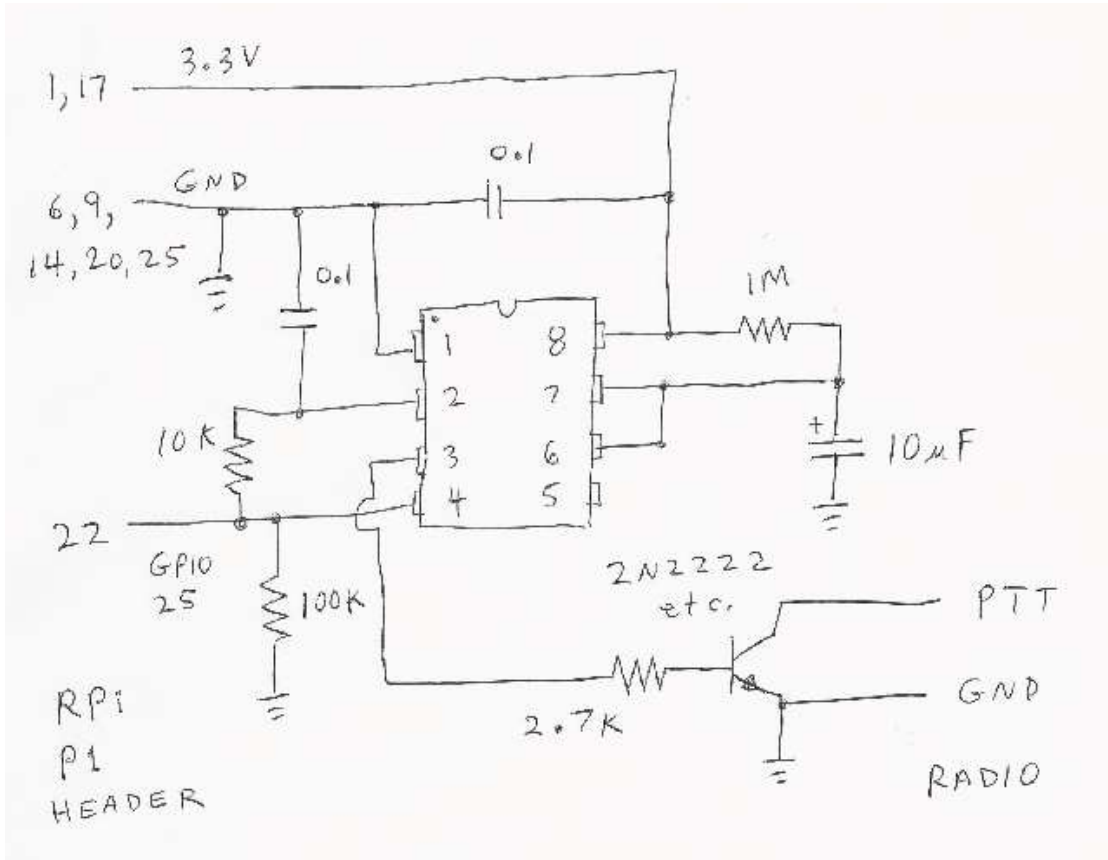 3.3V
1,17
0.1
GND
6,9,
14,20,25
0.1
1M
1
8
2
7
10K
3
6
+
10µF
4
5
22
GPIO
25
100K
2N2222
etc.
PTT
GND
2.7K
RPi
P1
HEADER
RADIO